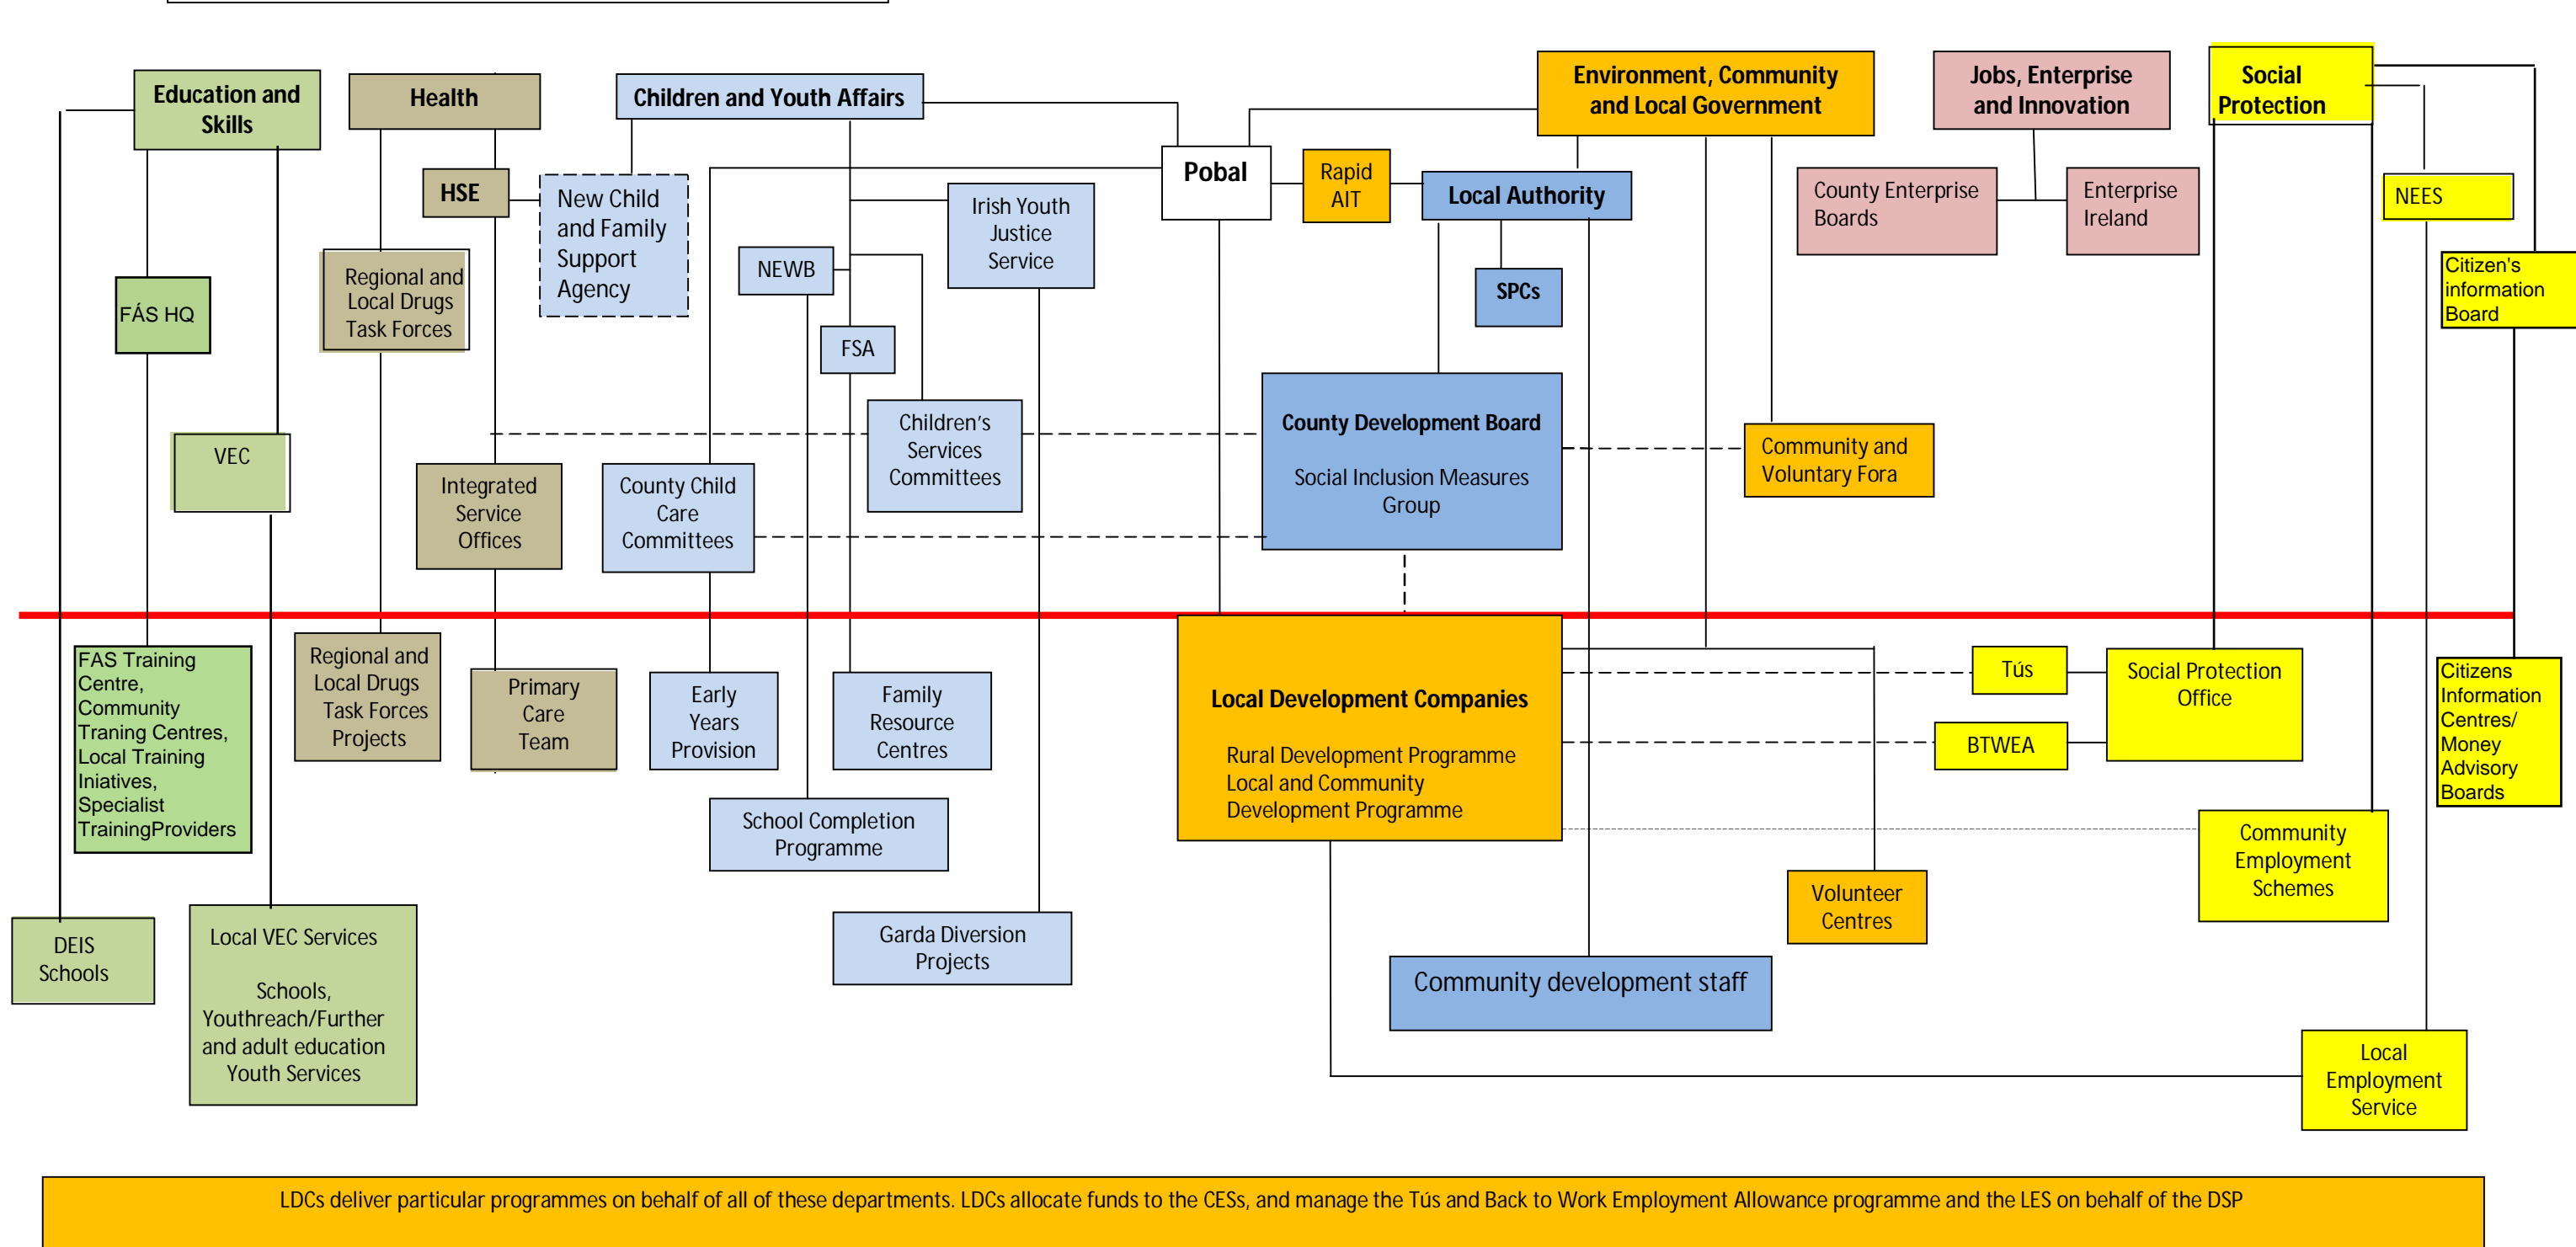 Education and
Skills
Health
Children and Youth Affairs
Environment, Community
and Local Government
Jobs, Enterprise
and Innovation
Social
Protection
Pobal
Rapid
AIT
Local Authority
HSE
New Child
and Family
Support
Agency
Irish Youth
Justice
Service
County Enterprise
Boards
Enterprise
Ireland
NEES
NEWB
SPCs
Citizen's
information
Board
Regional and
Local Drugs
Task Forces
FÁS HQ
FSA
VEC
Children’s
Services
Committees
County Development Board
Social Inclusion Measures
Group
Community and
Voluntary Fora
Integrated
Service
Offices
County Child
Care
Committees
FAS Training
Centre,
Community
Traning Centres,
Local Training
Iniatives,
Specialist
TrainingProviders
Regional and
Local Drugs
Task Forces
Projects
Primary
Care
Team
Early
Years
Provision
Family
Resource
Centres
Local Development Companies
Rural Development Programme
Local and Community
Development Programme
Tús
BTWEA
Social Protection
Office
Citizens
Information
Centres/
Money
Advisory
Boards
School Completion
Programme
Community
Employment
Schemes
Volunteer
Centres
DEIS
Schools
Local VEC Services
Schools,
Youthreach/Further
and adult education
Youth Services
Garda Diversion
Projects
Community development staff
Local
Employment
Service
LDCs deliver particular programmes on behalf of all of these departments. LDCs allocate funds to the CESs, and manage the Tús and Back to Work Employment Allowance programme and the LES on behalf of the DSP